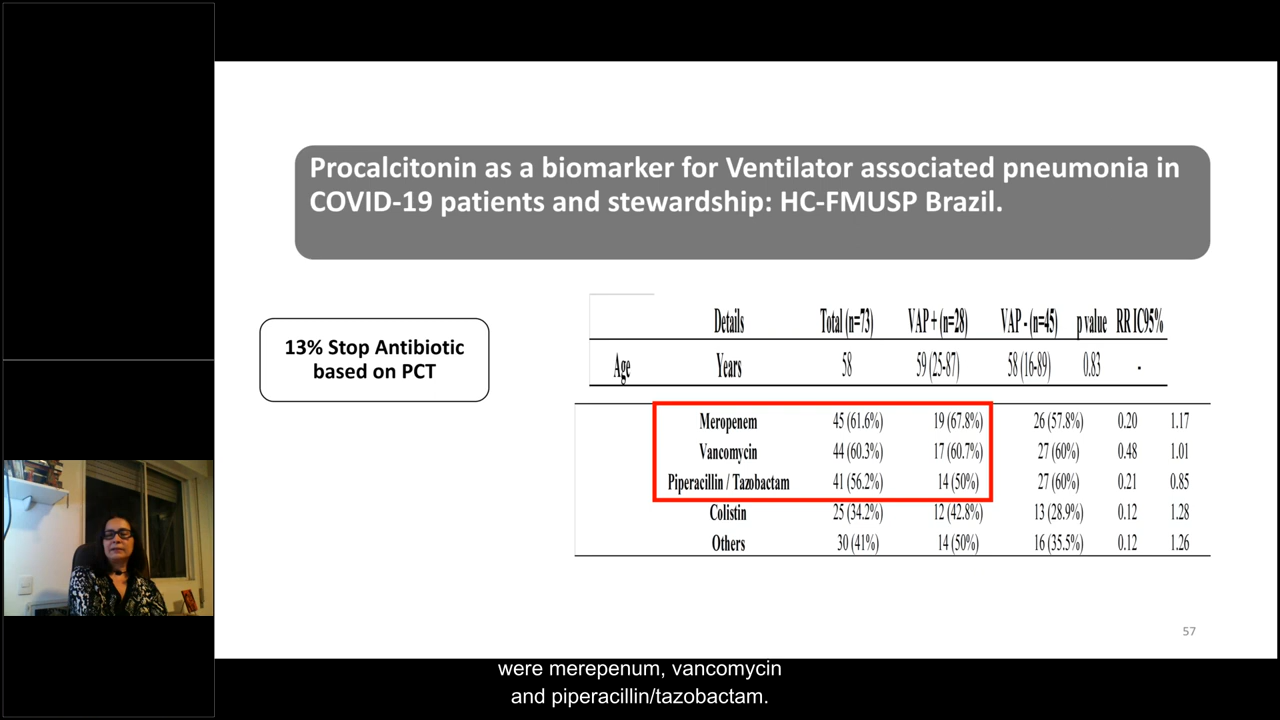 Procalcitonin as a biomarker for Ventilator associated pneumonia in
COVID-19 patients and stewardship: HC-FMUSP Brazil.
13% Stop Antibiotic
based on PCT
Details Total (n=73) VAP + (n=28) VAP - (n=45) p value RR IC95%
Age Years 58 59 (25-87) 58 (16-89) 0.83 -
Meropenem 45 (61.6%) 19 (67.8%) 26 (57.8%) 0.20 1.17
Vancomycin 44 (60.3%) 17 (60.7%) 27 (60%) 0.48 1.01
Piperacillin / Tazobactam 41 (56.2%) 14 (50%) 27 (60%) 0.21 0.85
Colistin 25 (34.2%) 12 (42.8%) 13 (28.9%) 0.12 1.28
Others 30 (41%) 14 (50%) 16 (35.5%) 0.12 1.26
57
were merepenum, vancomycin
and piperacillin/tazobactam.